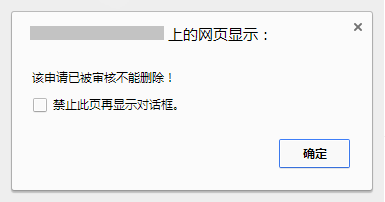 上的网页显示：
该申请已被审核不能删除！
禁止此页再显示对话框。
确定